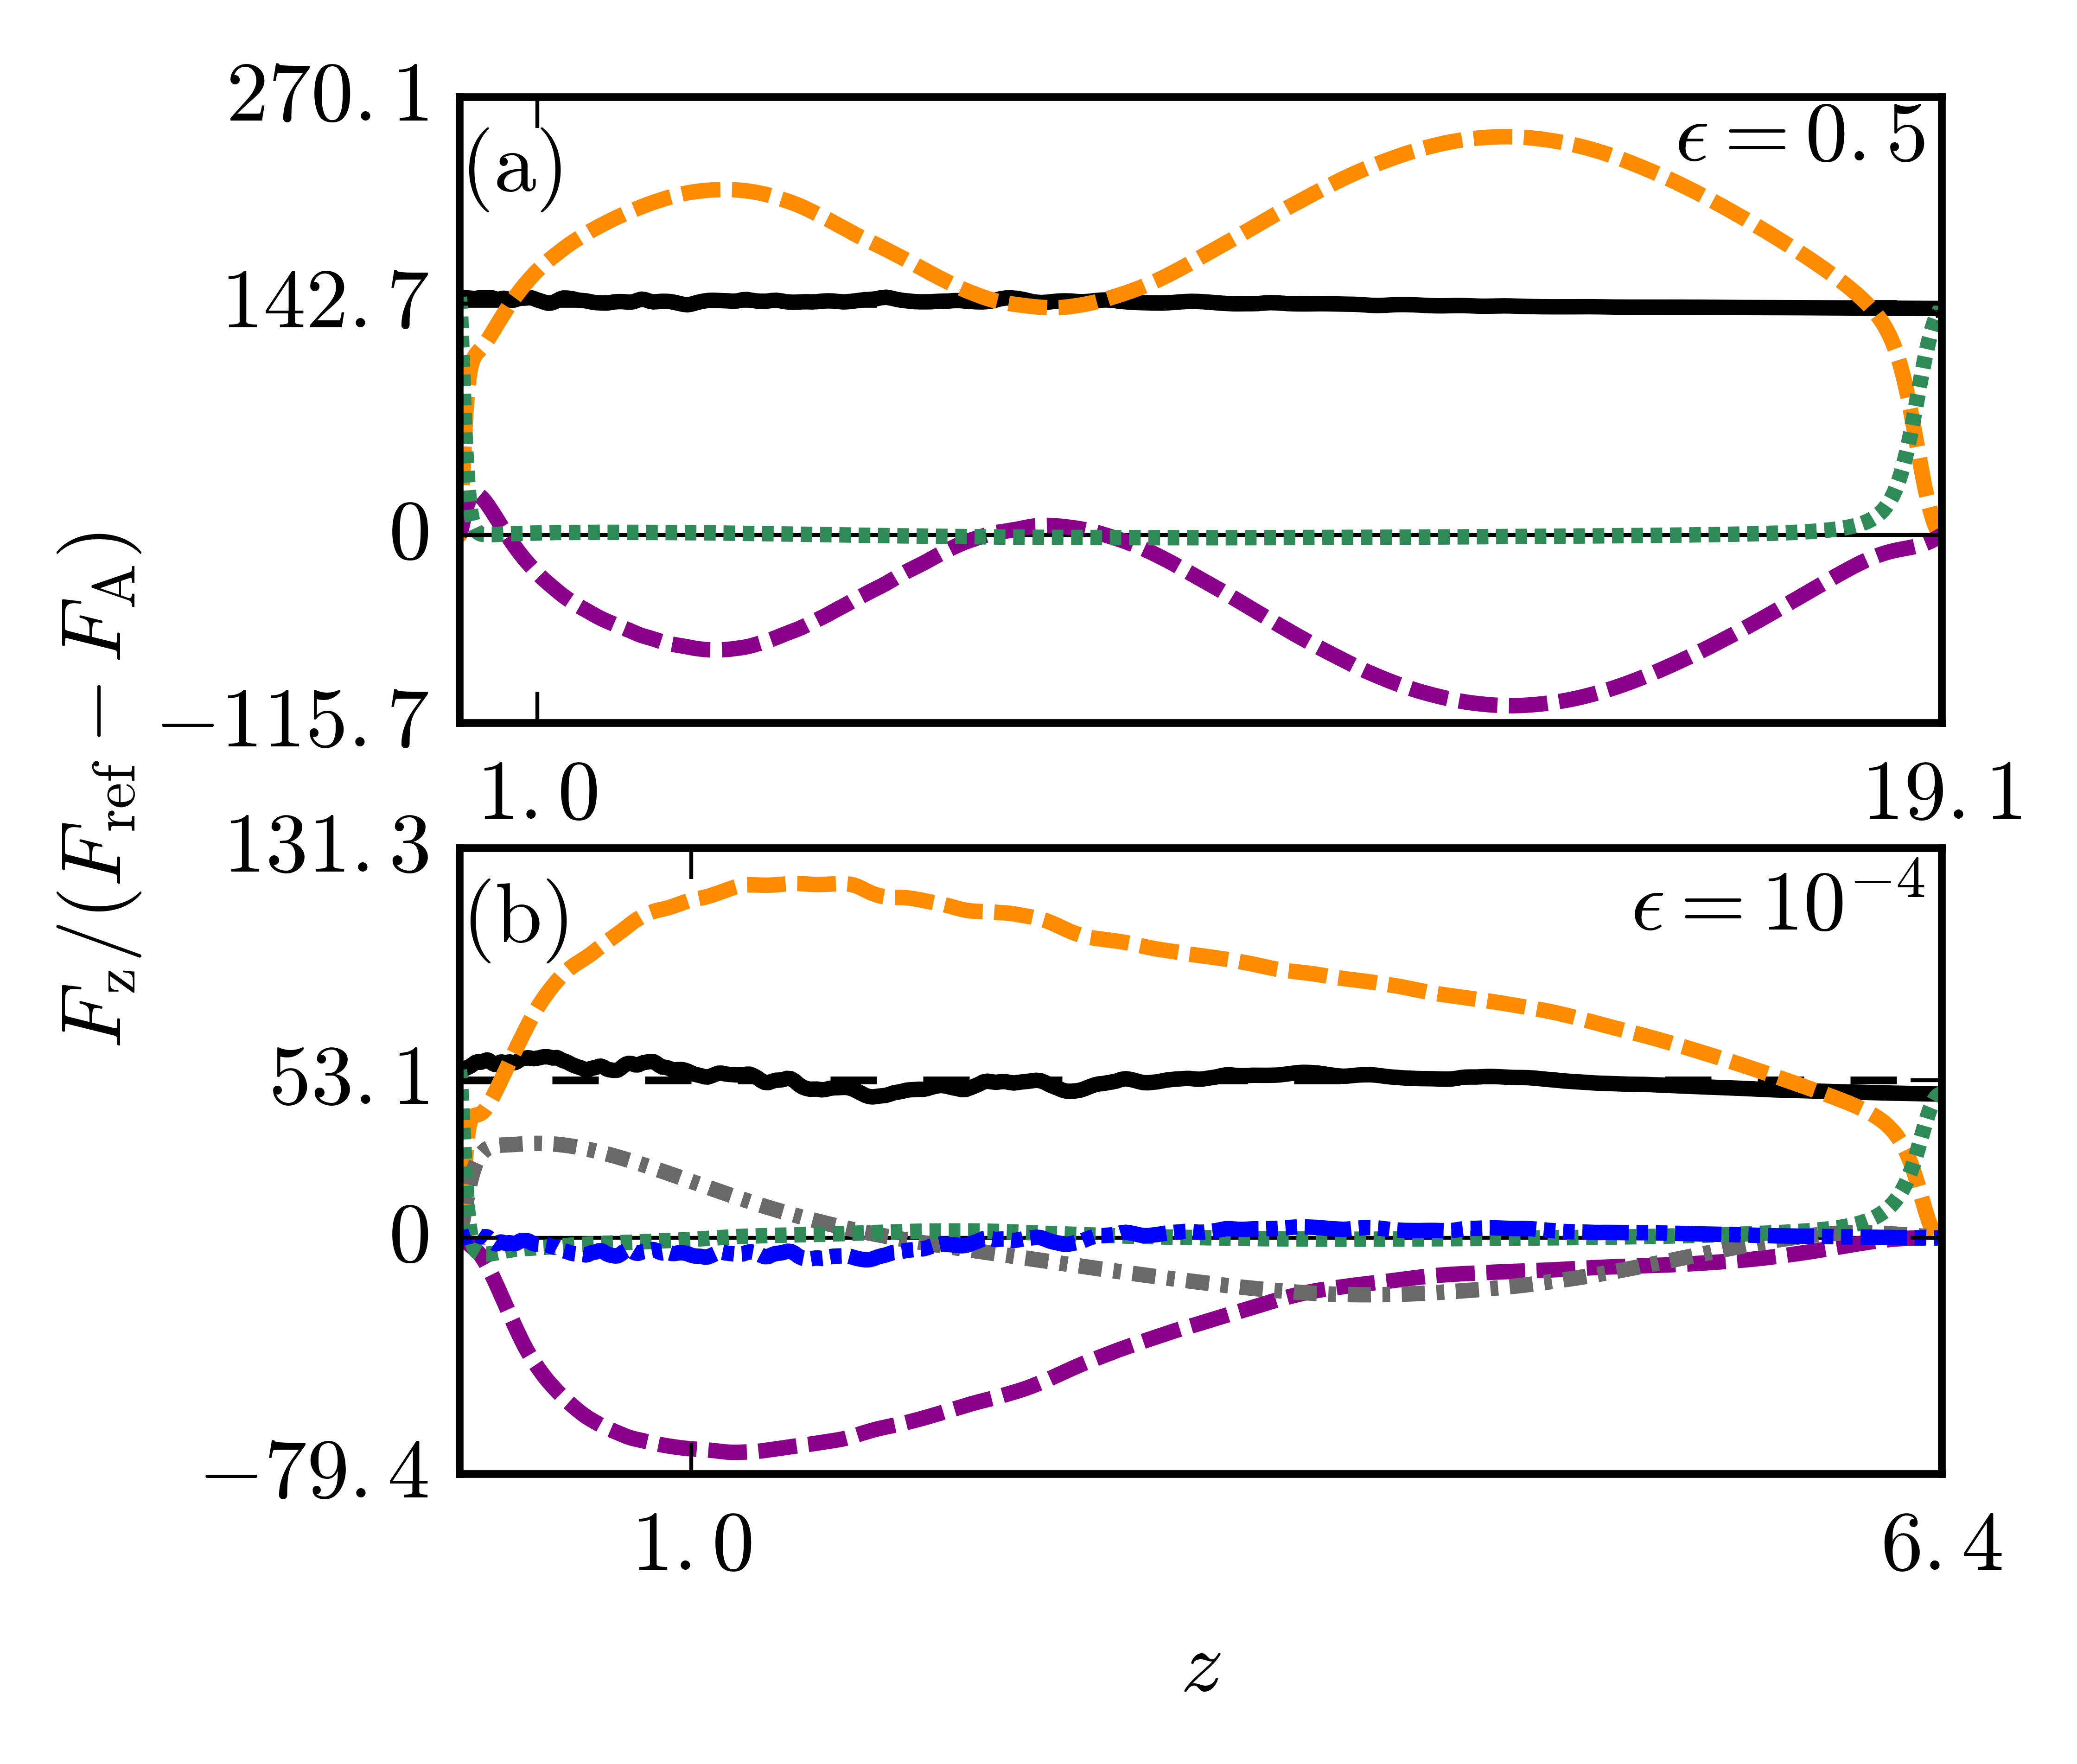 F_z/(F_ref − F_A)
270.1
142.7
0
−115.7
(a)
ϵ=0.5
1.0 19.1
131.3
53.1
0
−79.4
(b)
ϵ=10^{−4}
1.0 6.4
z